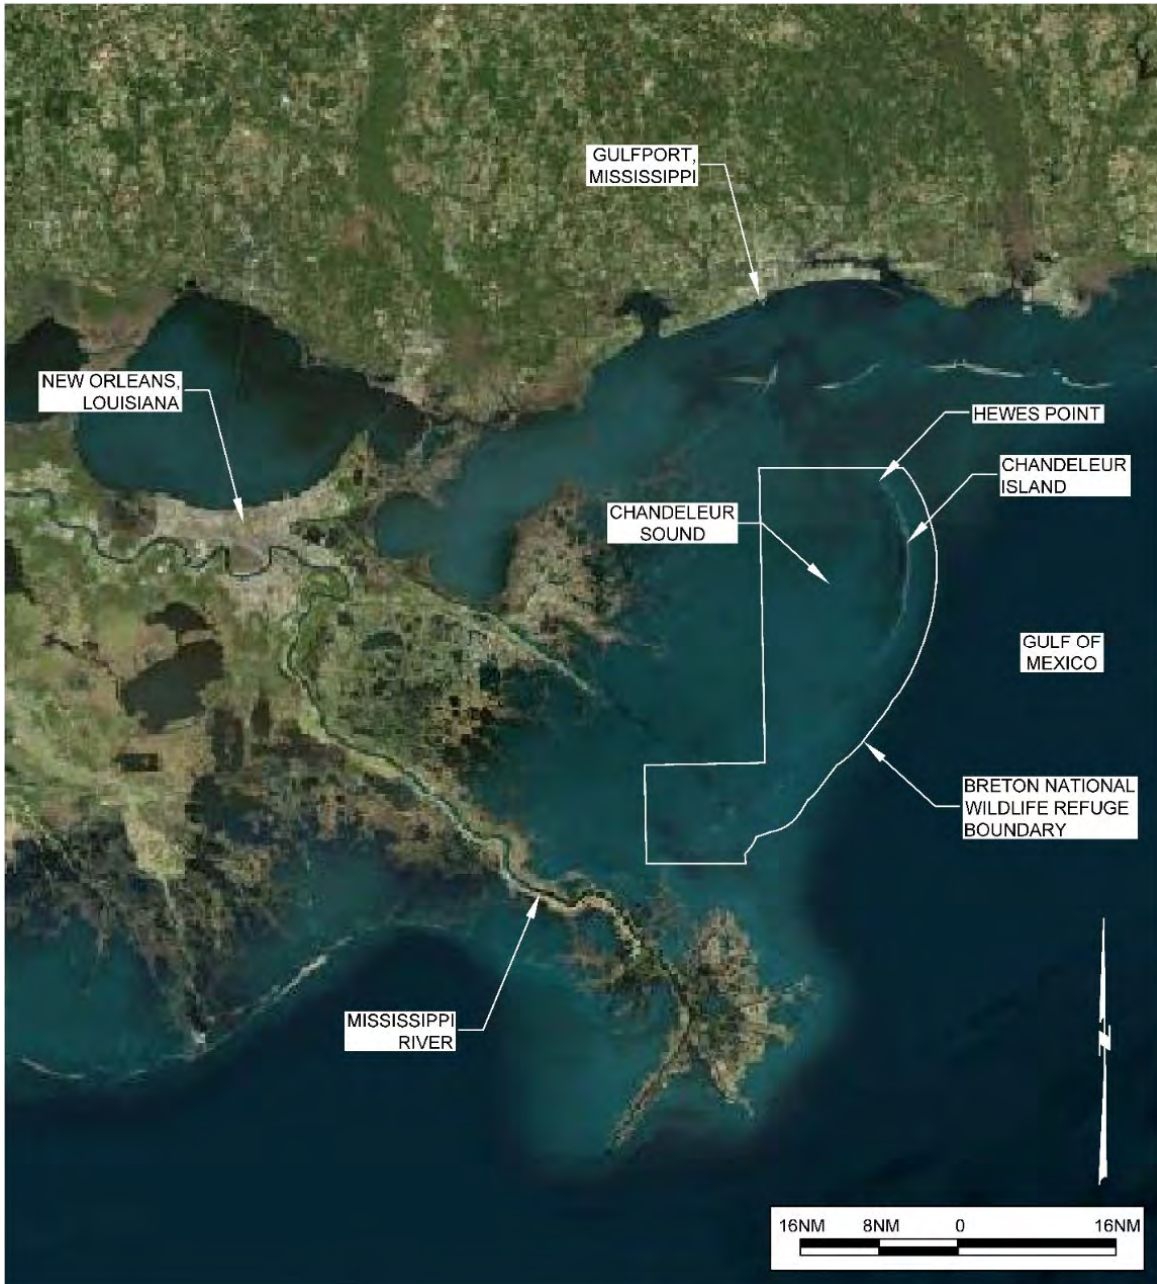 GULFPORT,
MISSISSIPPI
NEW ORLEANS,
LOUISIANA
HEWES POINT
CHANDELEUR
ISLAND
CHANDELEUR
SOUND
GULF OF
MEXICO
BRETON NATIONAL
WILDLIFE REFUGE
BOUNDARY
MISSISSIPPI
RIVER
N
16NM 8NM 0 16NM